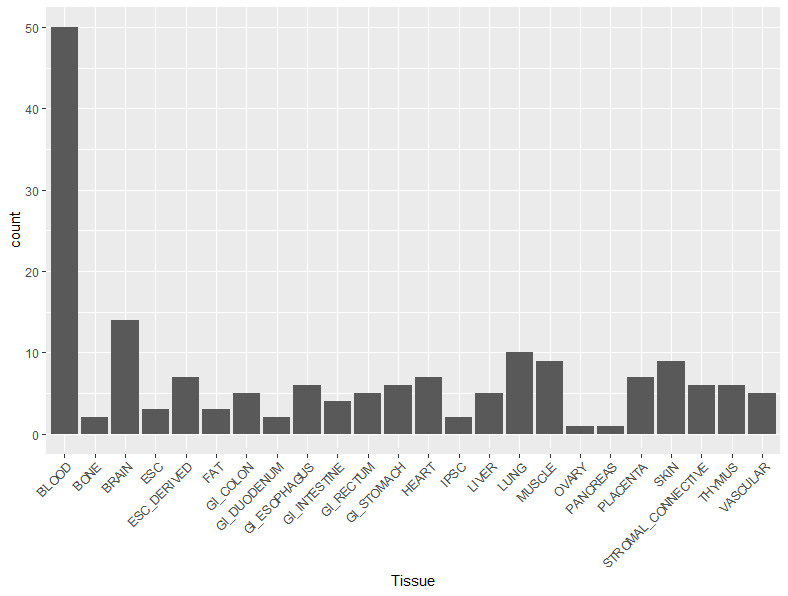 50
40
30
20
10
0
count
BLOOD
BONE
BRAIN
ESC
ESC_DERIVED
FAT
GI_COLON
GI_DUODENUM
GI_ESOPHAGUS
GI_INTESTINE
GI_RECTUM
GI_STOMACH
HEART
IPSC
LIVER
LUNG
MUSCLE
OVARY
PANCREAS
PLACENTA
SKIN
STROMAL_CONNECTIVE
THYMUS
VASCULAR
Tissue